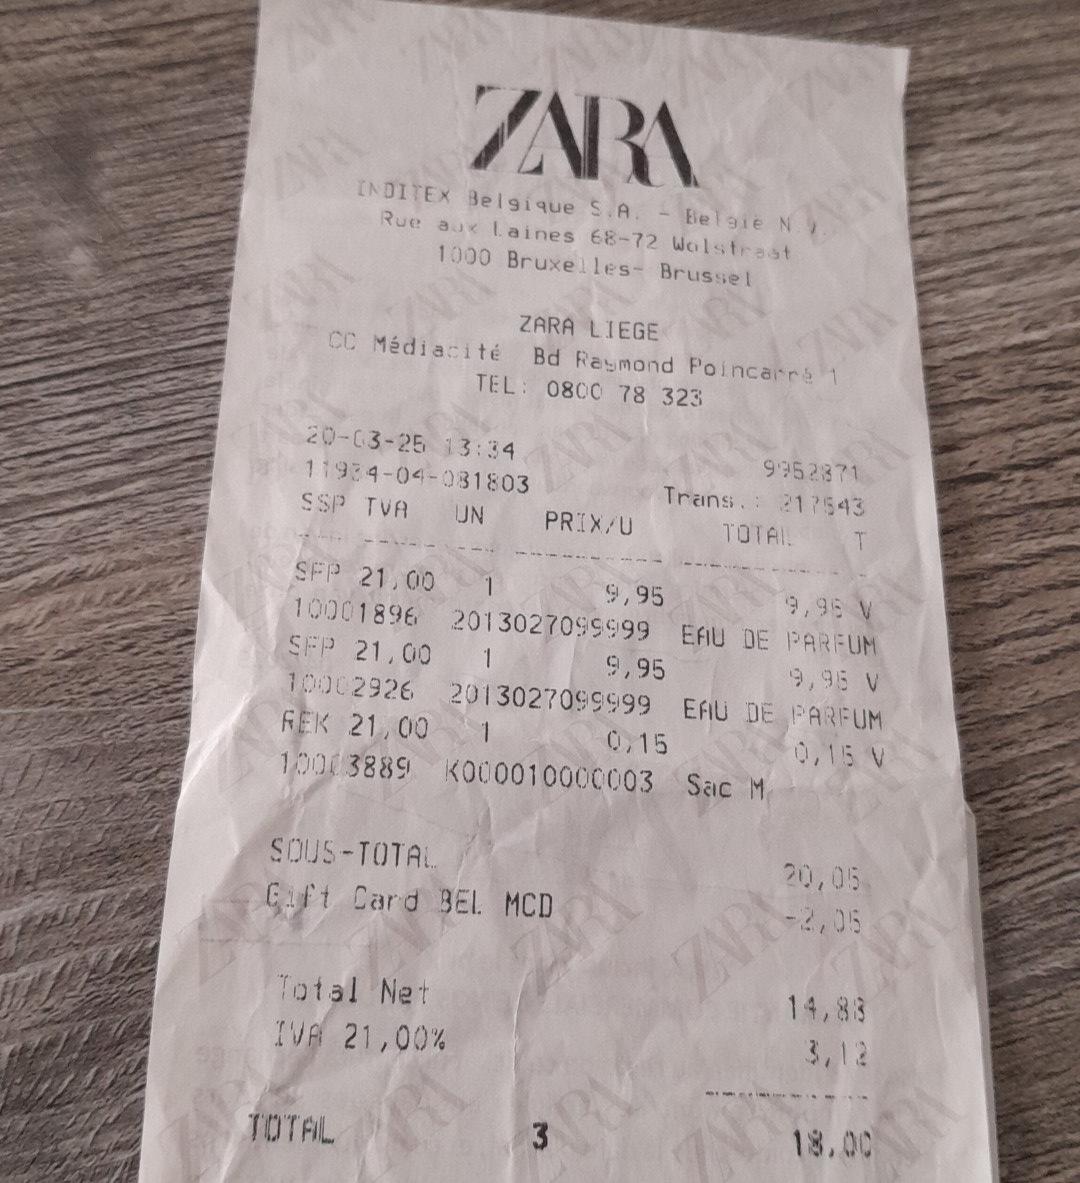 ZARA
INDITEX Belgique S.A. - Belgie N.V.
Rue aux Laines 68-72 Wolstraat
1000 Bruxelles- Brussel
ZARA LIEGE
CC Médiacité Bd Raymond Poincarré 1
TEL: 0800 78 323
20-03-25 13:34 9952871
11934-04-081803 Trans.: 217543
SSP TVA UN PRIX/U TOTAL T
SFP 21,00 1 9,95 9,95 V
10001896 2013027099999 EAU DE PARFUM
SFP 21,00 1 9,95 9,95 V
10002926 2013027099999 EAU DE PARFUM
REK 21,00 1 0,15 0,15 V
10003889 K000010000003 Sac M
SOUS-TOTAL 20,05
Gift Card BEL MCD -2,05
Total Net 14,88
IVA 21,00% 3,12
TOTAL 3 18,00